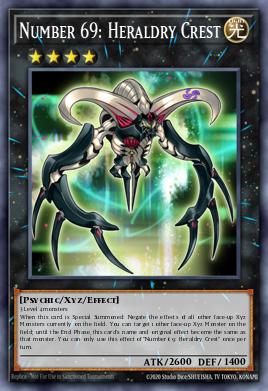 NUMBER 69: HERALDRY CREST
光
[PSYCHIC/XYZ/EFFECT]
3 Level 4 monsters
When this card is Special Summoned: Negate the effects of all other face-up Xyz
Monsters currently on the field. You can target 1 other face-up Xyz Monster on the
field; until the End Phase, this card's name and original effect become the same as
that monster. You can only use this effect of "Number 69: Heraldry Crest" once per
turn.
ATK/2600 DEF/1400
Replica - Not For Use in Sanctioned Tournaments
©2020 Studio Dice/SHUEISHA, TV TOKYO, KONAMI